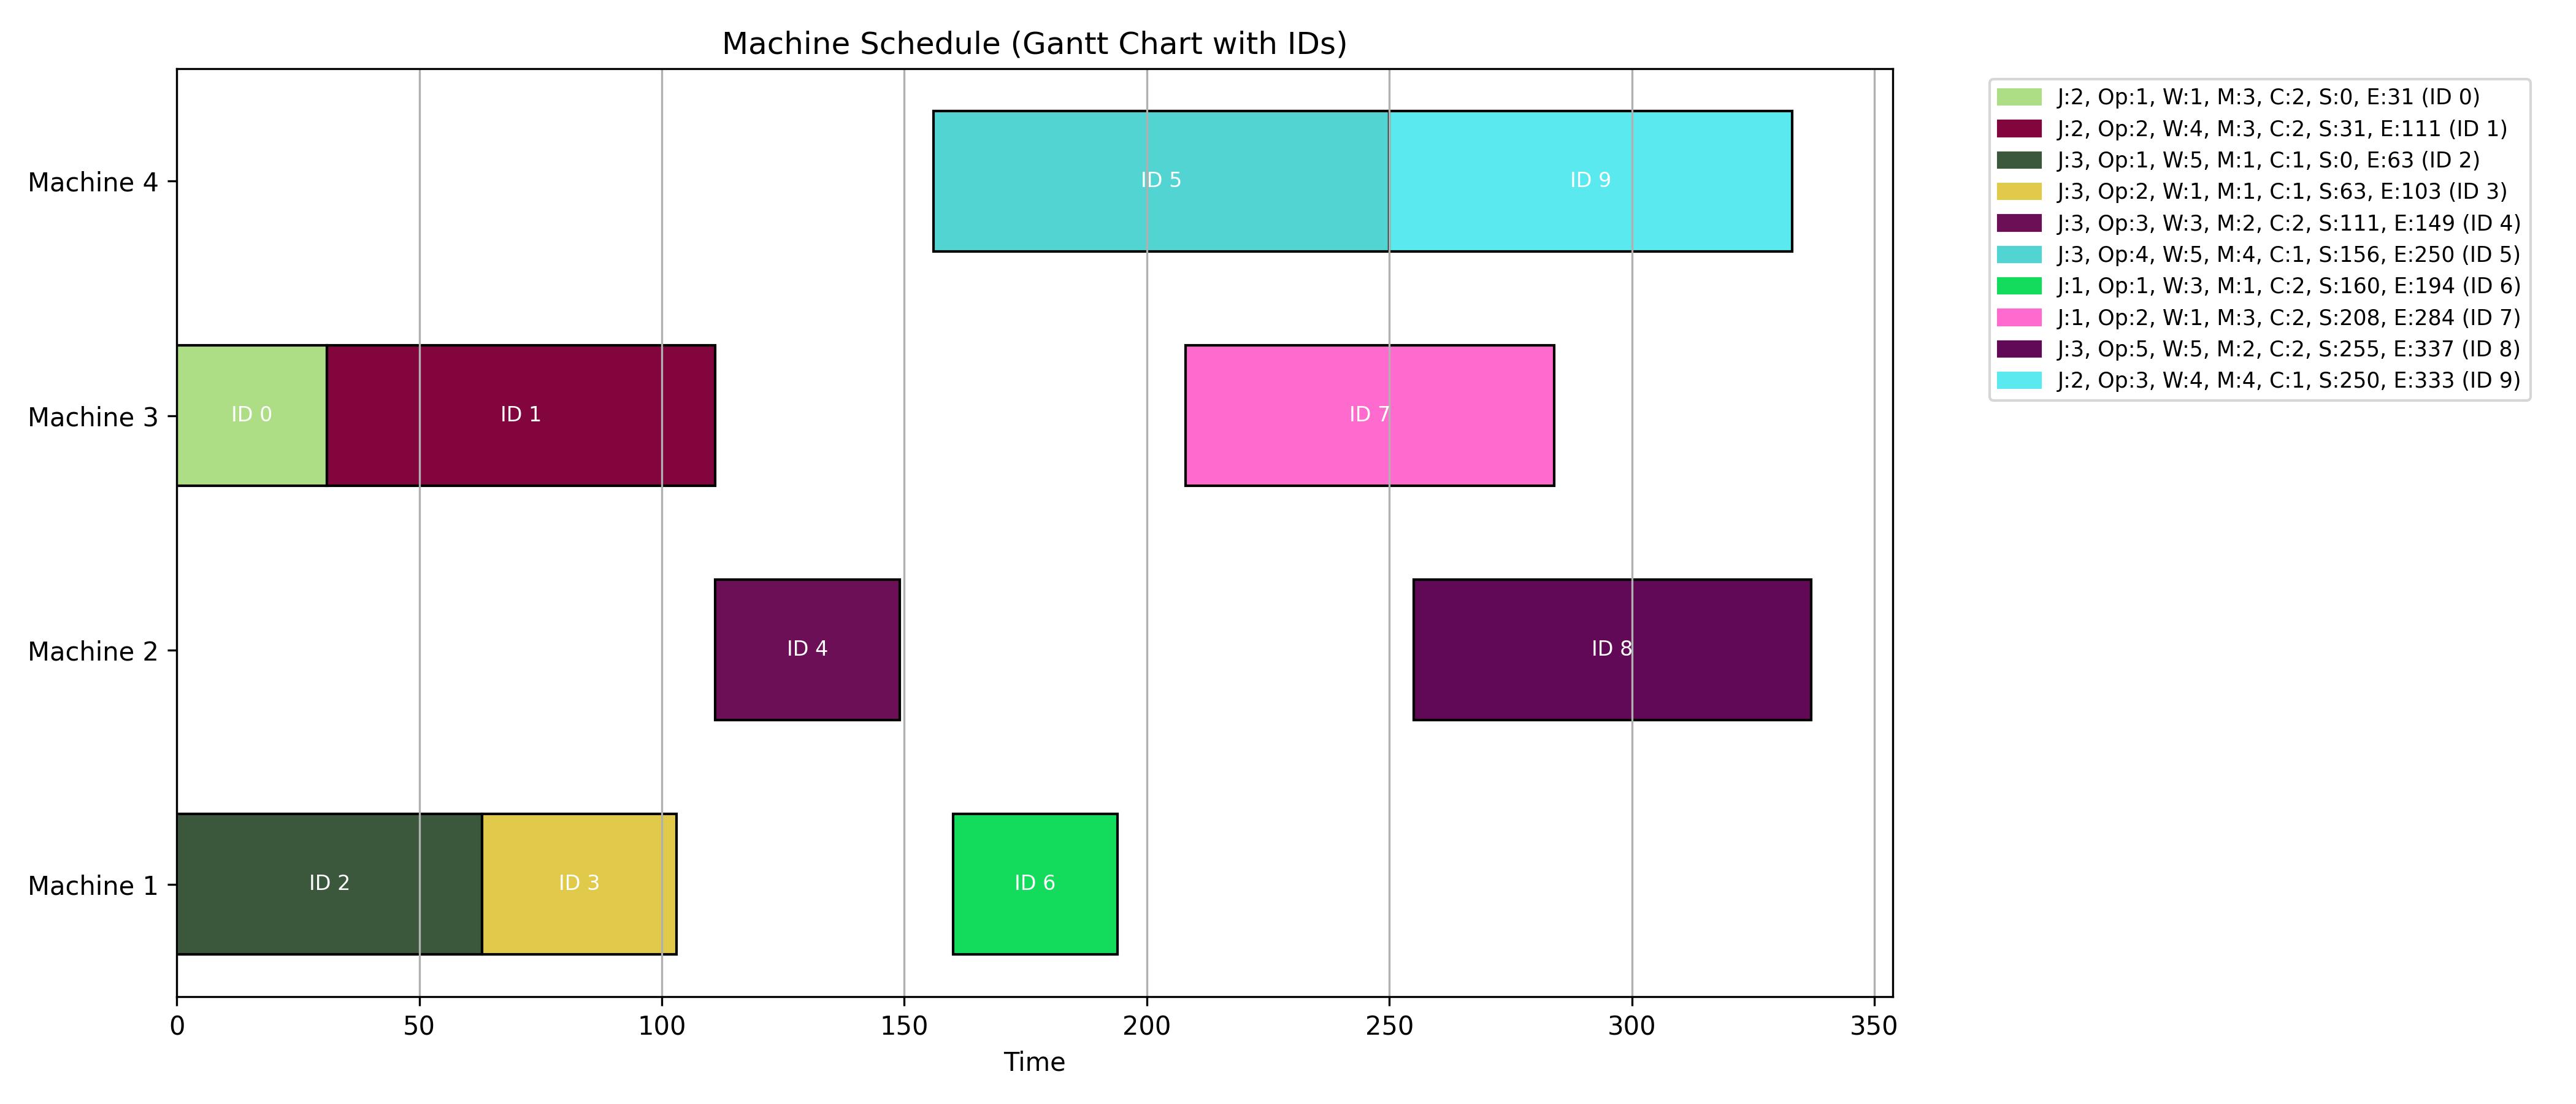 Machine Schedule (Gantt Chart with IDs)
J:2, Op:1, W:1, M:3, C:2, S:0, E:31 (ID 0)
J:2, Op:2, W:4, M:3, C:2, S:31, E:111 (ID 1)
J:3, Op:1, W:5, M:1, C:1, S:0, E:63 (ID 2)
J:3, Op:2, W:1, M:1, C:1, S:63, E:103 (ID 3)
J:3, Op:3, W:3, M:2, C:2, S:111, E:149 (ID 4)
J:3, Op:4, W:5, M:4, C:1, S:156, E:250 (ID 5)
J:1, Op:1, W:3, M:1, C:2, S:160, E:194 (ID 6)
J:1, Op:2, W:1, M:3, C:2, S:208, E:284 (ID 7)
J:3, Op:5, W:5, M:2, C:2, S:255, E:337 (ID 8)
J:2, Op:3, W:4, M:4, C:1, S:250, E:333 (ID 9)
Machine 4
ID 5
ID 9
Machine 3
ID 0
ID 1
ID 7
Machine 2
ID 4
ID 8
Machine 1
ID 2
ID 3
ID 6
0 50 100 150 200 250 300 350
Time